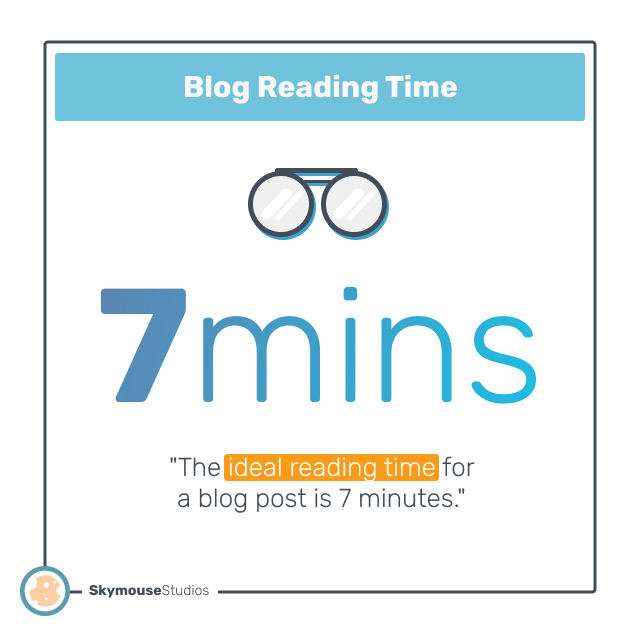 Blog Reading Time
7mins
"The ideal reading time for
a blog post is 7 minutes."
SkymouseStudios